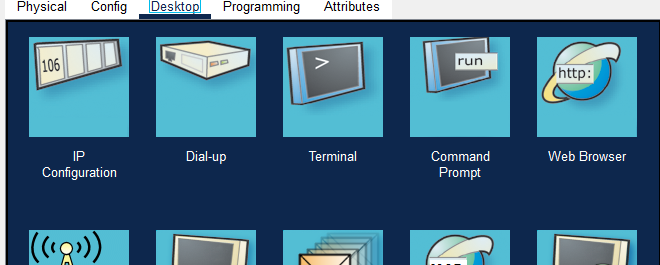 Physical Config Desktop Programming Attributes
106
>
run
http:
IP
Configuration
Dial-up
Terminal
Command
Prompt
Web Browser